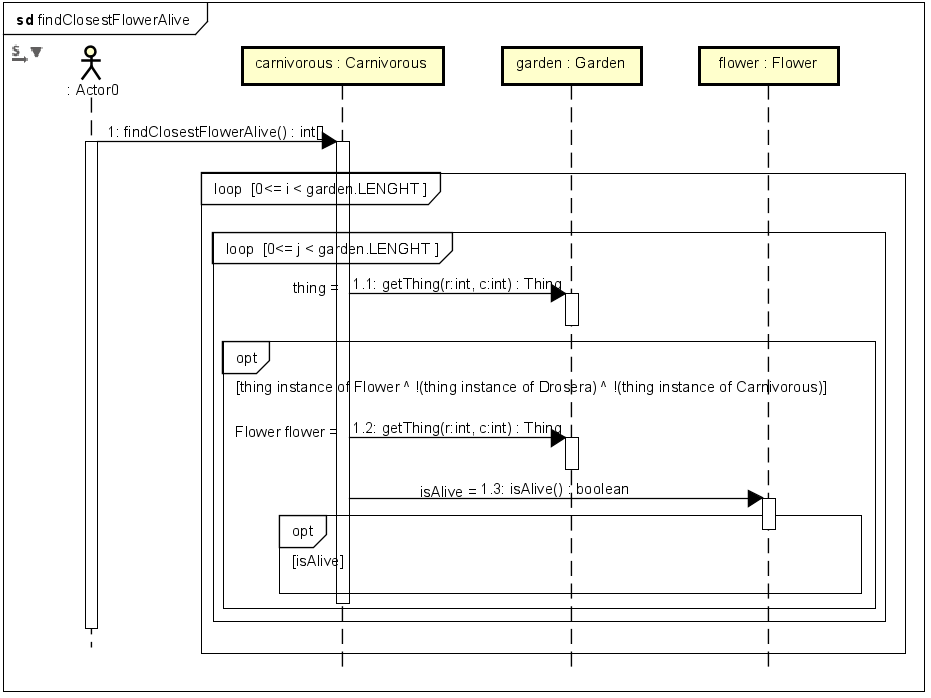 sd findClosestFlowerAlive
: Actor0
carnivorous : Carnivorous
garden : Garden
flower : Flower
1: findClosestFlowerAlive() : int[]
loop [0<= i < garden.LENGHT ]
loop [0<= j < garden.LENGHT ]
thing = 1.1: getThing(r:int, c:int) : Thing
opt
[thing instance of Flower ^ !(thing instance of Drosera) ^ !(thing instance of Carnivorous)]
Flower flower = 1.2: getThing(r:int, c:int) : Thing
isAlive = 1.3: isAlive() : boolean
opt
[isAlive]